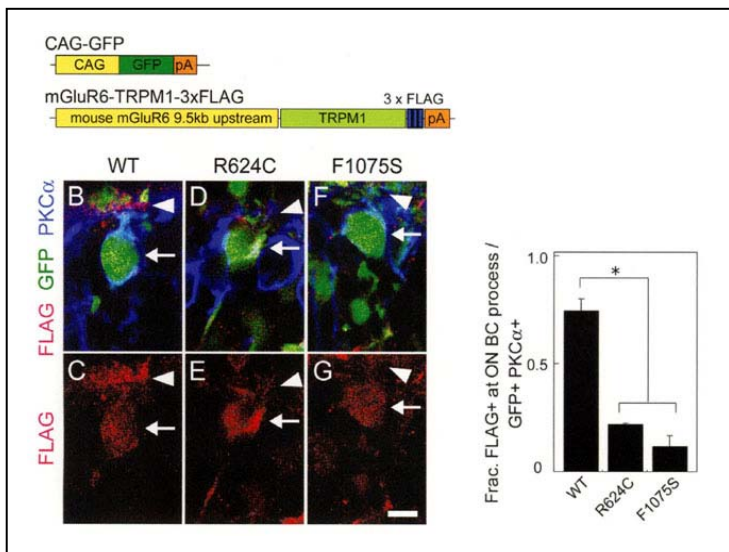 CAG-GFP
CAG GFP pA
mGluR6-TRPM1-3xFLAG
3 x FLAG
mouse mGluR6 9.5kb upstream TRPM1 pA
WT R624C F1075S
FLAG GFP PKCα
B D F
FLAG
C E G
Frac. FLAG+ at ON BC process /
GFP+ PKCα+
1.0
*
0.5
0
WT R624C F1075S